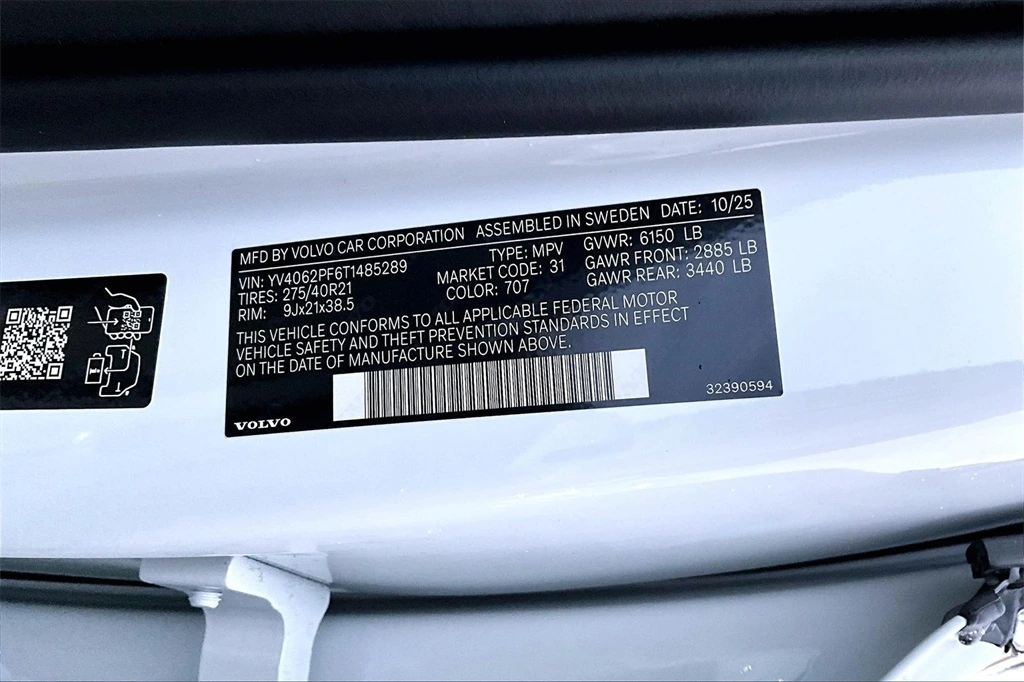 MFD BY VOLVO CAR CORPORATION ASSEMBLED IN SWEDEN DATE: 10/25
VIN: YV4062PF6T1485289 TYPE: MPV GVWR: 6150 LB
TIRES: 275/40R21 MARKET CODE: 31 GAWR FRONT: 2885 LB
RIM: 9Jx21x38.5 COLOR: 707 GAWR REAR: 3440 LB
THIS VEHICLE CONFORMS TO ALL APPLICABLE FEDERAL MOTOR
VEHICLE SAFETY AND THEFT PREVENTION STANDARDS IN EFFECT
ON THE DATE OF MANUFACTURE SHOWN ABOVE.
VOLVO 32390594